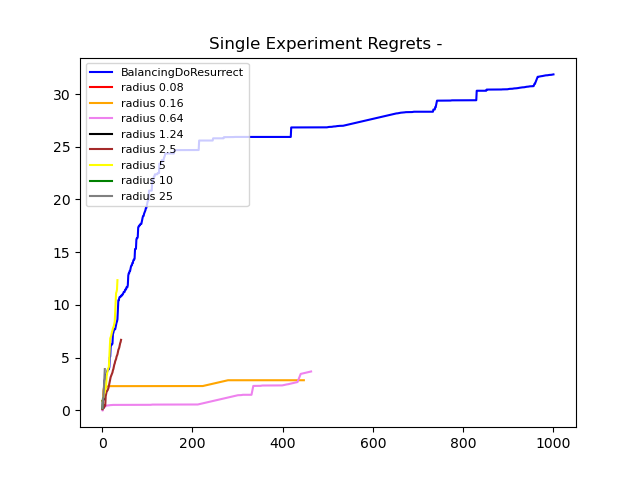 Single Experiment Regrets -
BalancingDoResurrect
radius 0.08
radius 0.16
radius 0.64
radius 1.24
radius 2.5
radius 5
radius 10
radius 25
30
25
20
15
10
5
0
0 200 400 600 800 1000